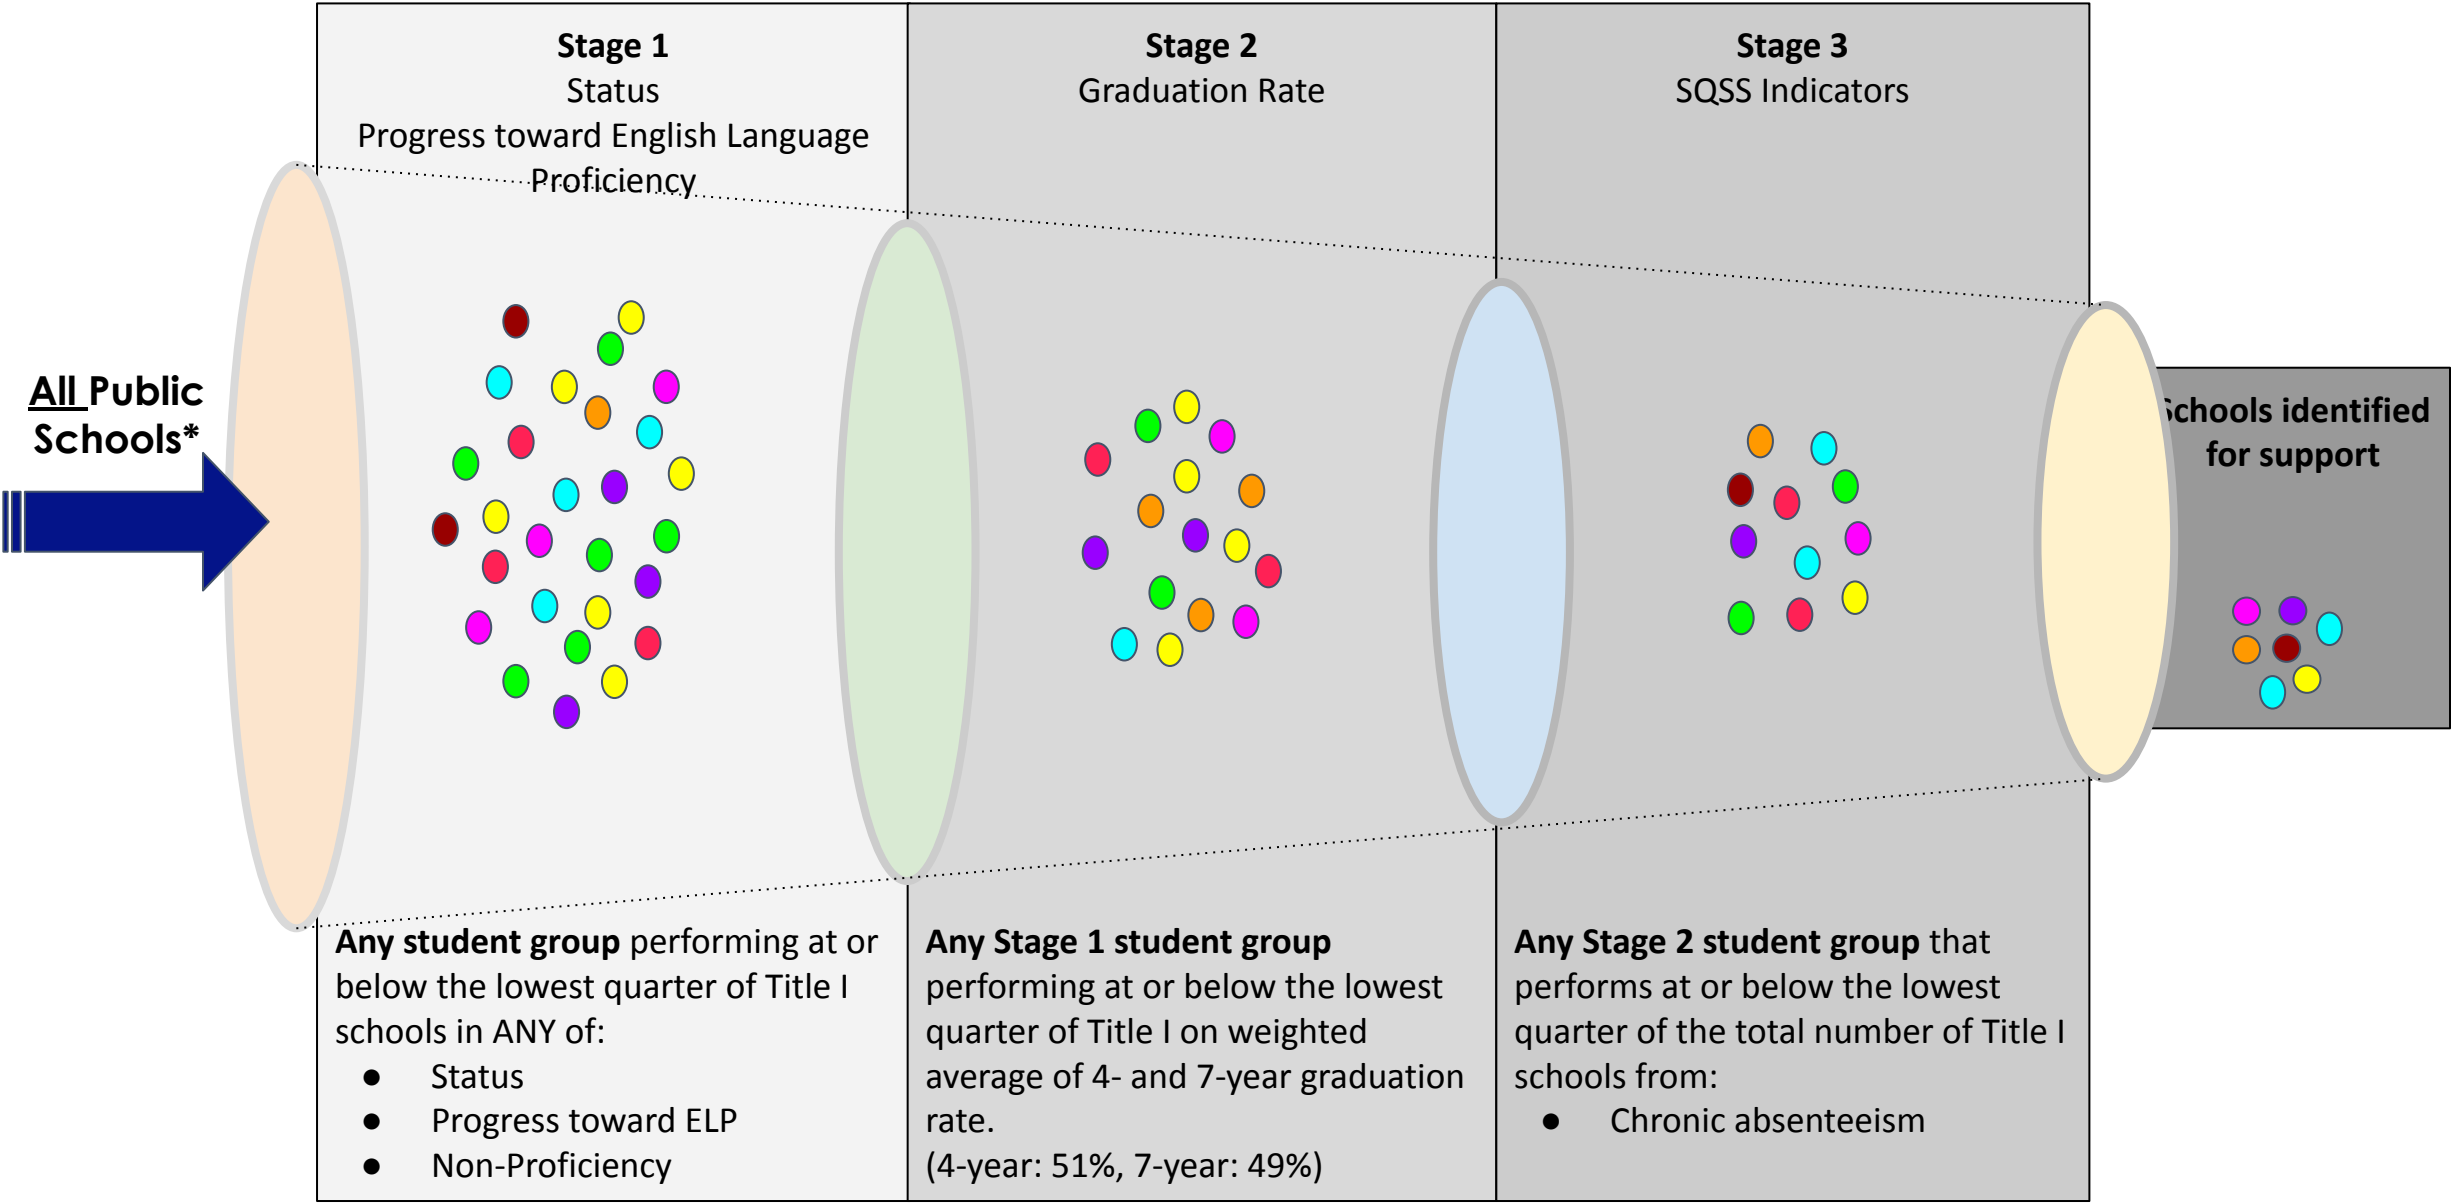 All Public
Schools*
Stage 1
Status
Progress toward English Language
Proficiency
Any student group performing at or
below the lowest quarter of Title I
schools in ANY of:
● Status
● Progress toward ELP
● Non-Proficiency
Stage 2
Graduation Rate
Any Stage 1 student group
performing at or below the lowest
quarter of Title I on weighted
average of 4- and 7-year graduation
rate.
(4-year: 51%, 7-year: 49%)
Stage 3
SQSS Indicators
Any Stage 2 student group that
performs at or below the lowest
quarter of the total number of Title I
schools from:
● Chronic absenteeism
Schools identified
for support